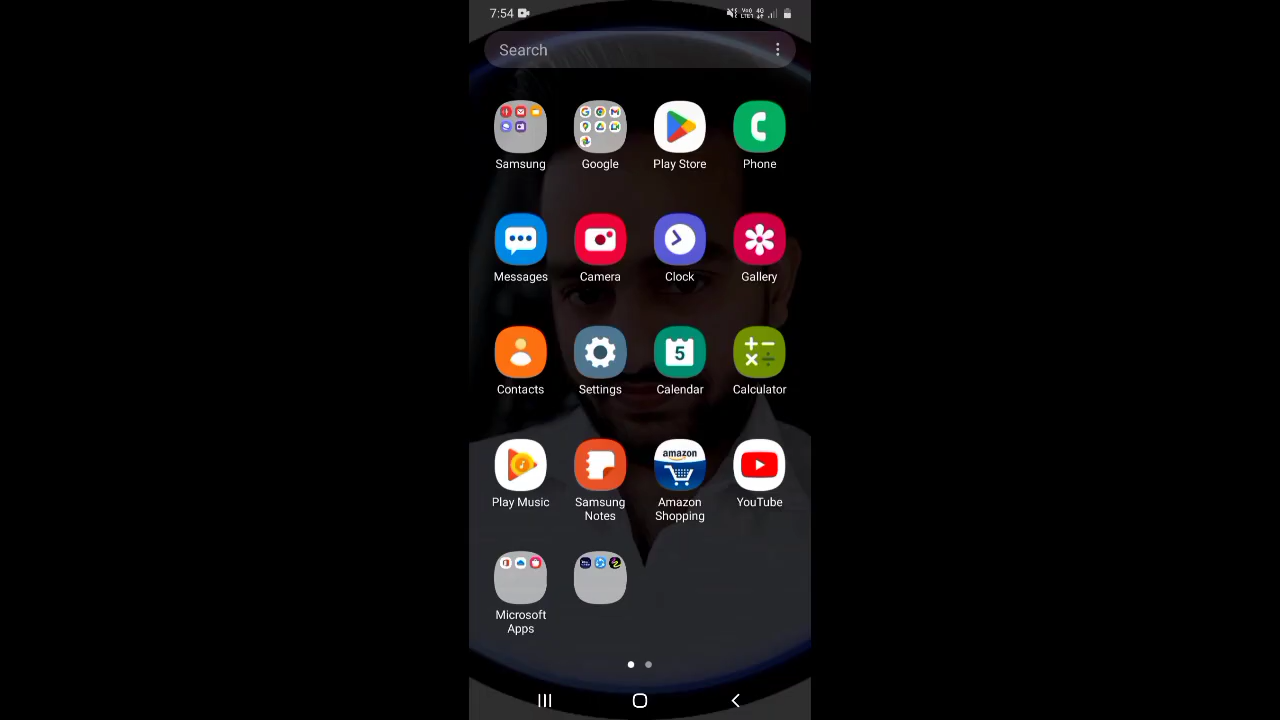 7:54
Search
Samsung
Google
Play Store
Phone
Messages
Camera
Clock
Gallery
Contacts
Settings
5
Calendar
Calculator
Play Music
Samsung
Notes
amazon
Amazon
Shopping
YouTube
Microsoft
Apps